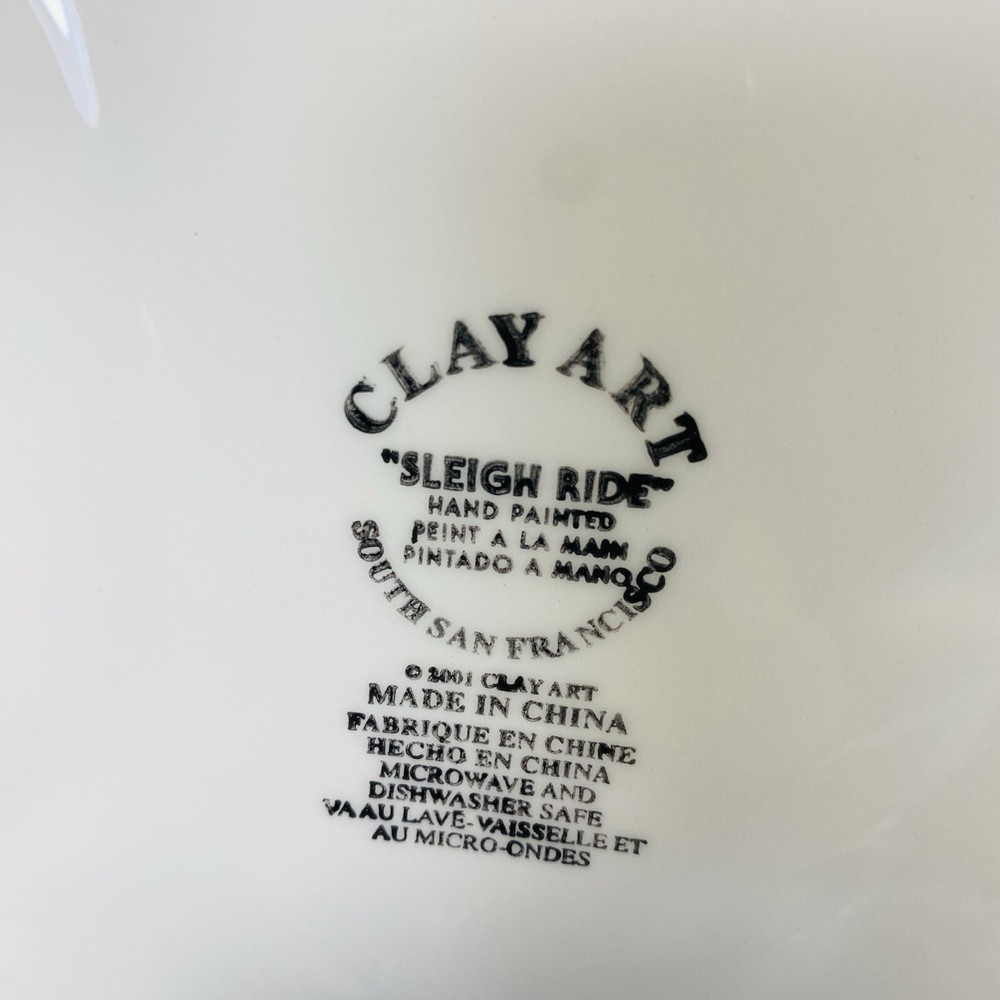 CLAY ART
"SLEIGH RIDE"
HAND PAINTED
PEINT A LA MAIN
PINTADO A MANO
SOUTH SAN FRANCISCO
© 2001 CLAY ART
MADE IN CHINA
FABRIQUE EN CHINE
HECHO EN CHINA
MICROWAVE AND
DISHWASHER SAFE
VA AU LAVE-VAISSELLE ET
AU MICRO-ONDES